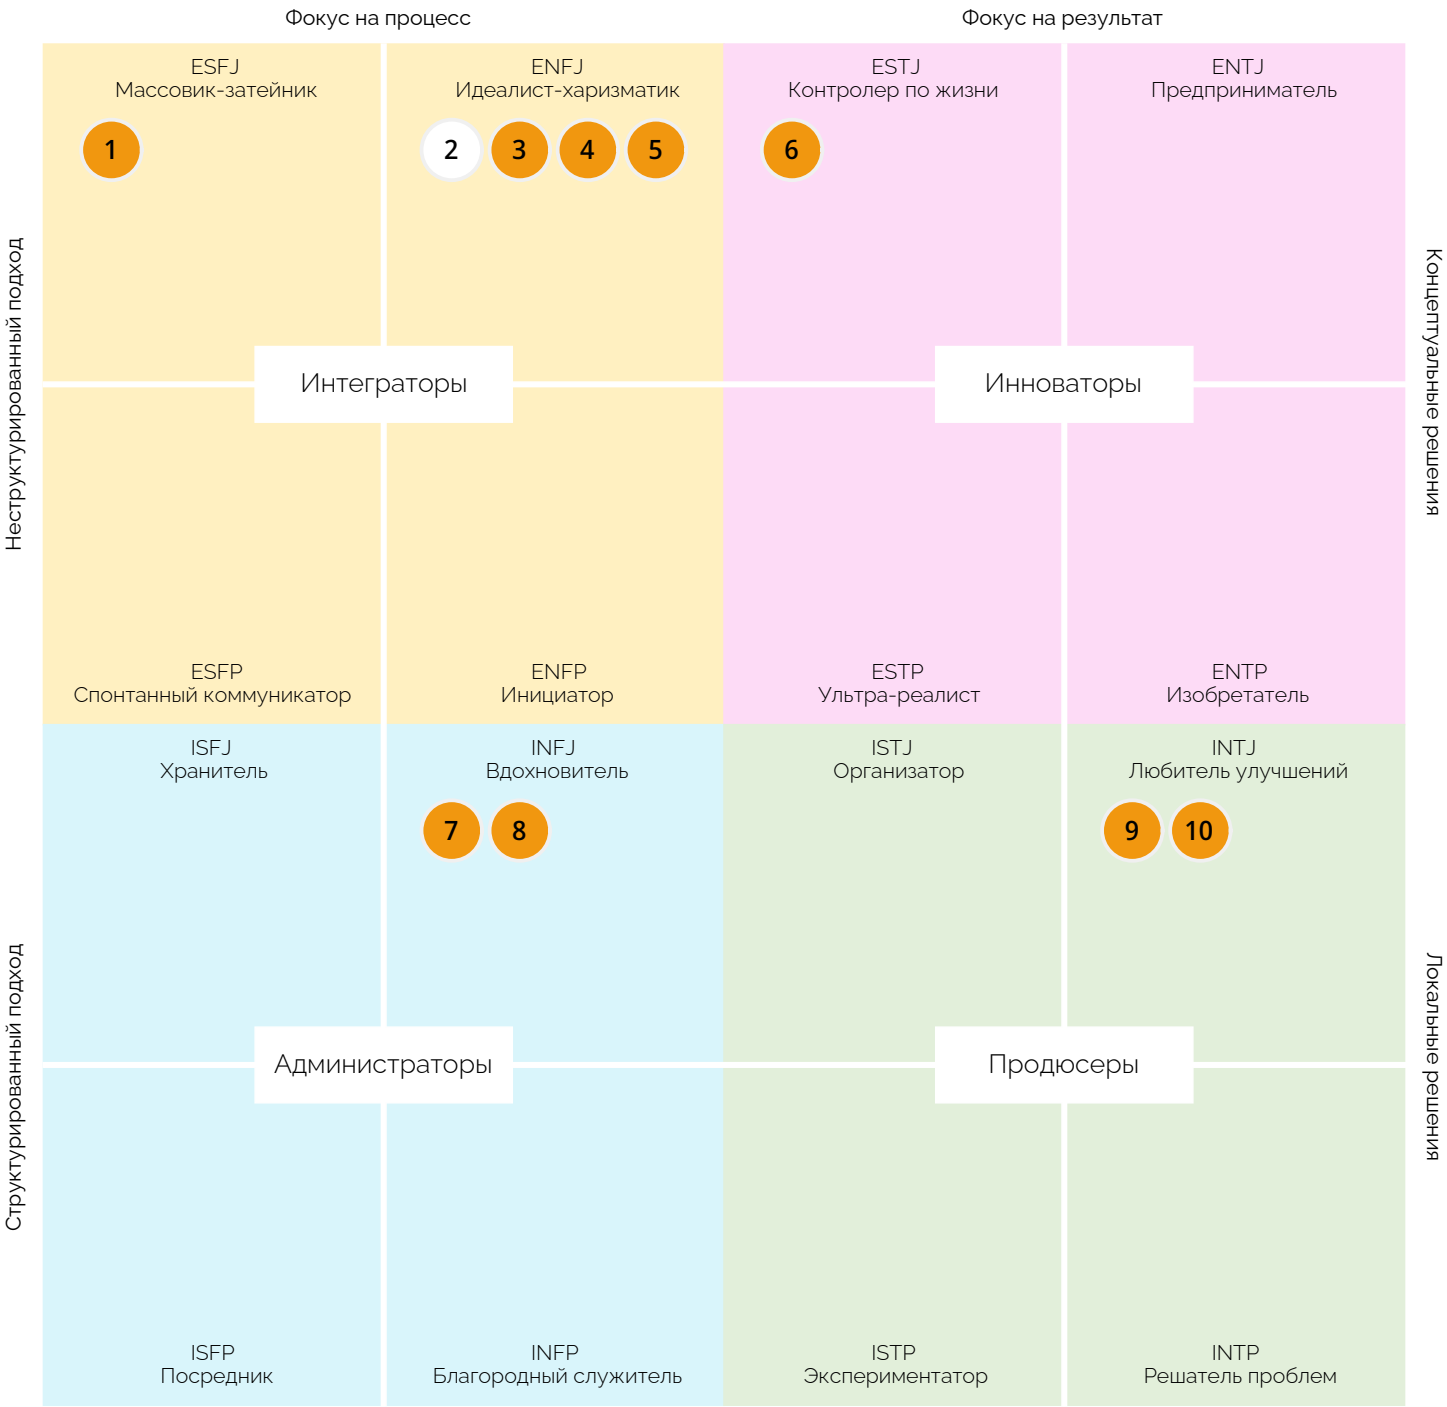 Фокус на процесс
Фокус на результат
ESFJ
Массовик-затейник
ENFJ
Идеалист-харизматик
ESTJ
Контролер по жизни
ENTJ
Предприниматель
1
2
3
4
5
6
Неструктурированный подход
Концептуальные решения
Интеграторы
Инноваторы
ESFP
Спонтанный коммуникатор
ENFP
Инициатор
ESTP
Ультра-реалист
ENTP
Изобретатель
ISFJ
Хранитель
INFJ
Вдохновитель
ISTJ
Организатор
INTJ
Любитель улучшений
7
8
9
10
Структурированный подход
Локальные решения
Администраторы
Продюсеры
ISFP
Посредник
INFP
Благородный служитель
ISTP
Экспериментатор
INTP
Решатель проблем